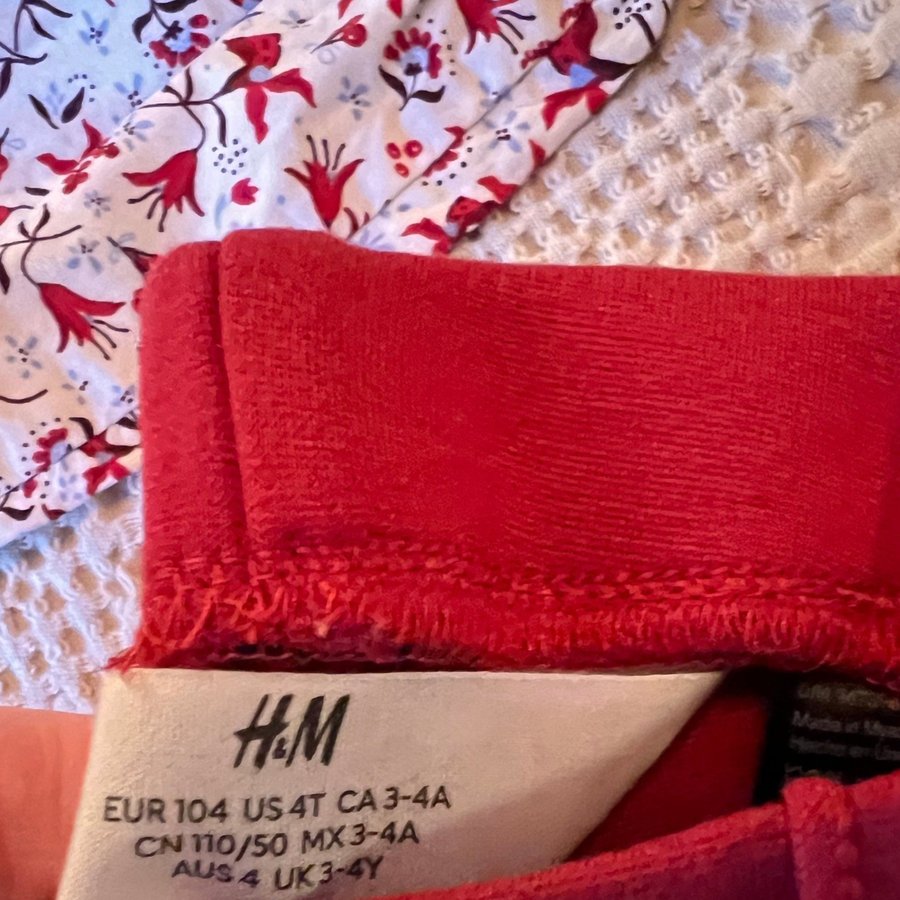 H&M
EUR 104 US 4T CA 3-4A
CN 110/50 MX 3-4A
AUS 4 UK 3-4Y